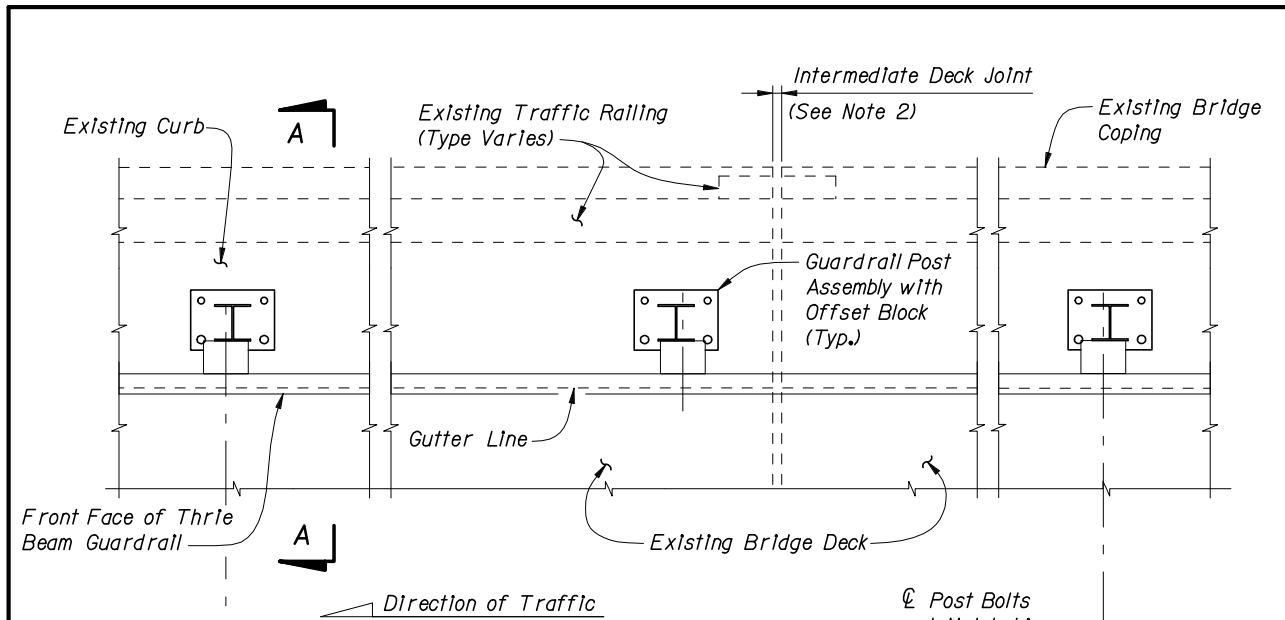 Intermediate Deck Joint
(See Note 2)
Existing Curb
A
Existing Traffic Railing
(Type Varies)
Existing Bridge
Coping
Guardrail Post
Assembly with
Offset Block
(Typ.)
Gutter Line
Front Face of Thrie
Beam Guardrail
A
Existing Bridge Deck
Direction of Traffic
℄ Post Bolts